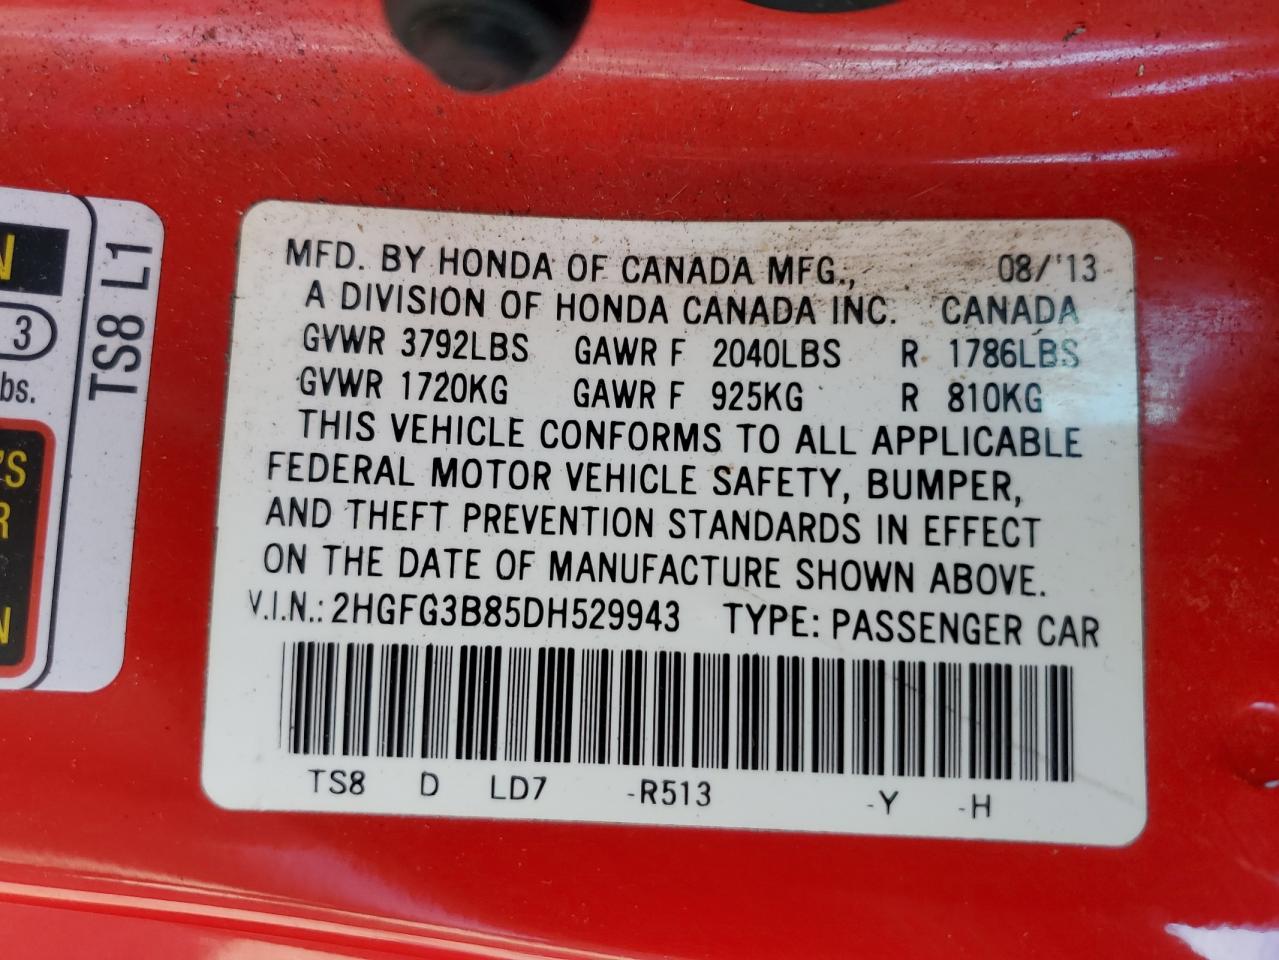 N
3
bs.
'S
R
N
TS8 L1
MFD. BY HONDA OF CANADA MFG., 08/'13
A DIVISION OF HONDA CANADA INC. CANADA
GVWR 3792LBS GAWR F 2040LBS R 1786LBS
GVWR 1720KG GAWR F 925KG R 810KG
THIS VEHICLE CONFORMS TO ALL APPLICABLE
FEDERAL MOTOR VEHICLE SAFETY, BUMPER,
AND THEFT PREVENTION STANDARDS IN EFFECT
ON THE DATE OF MANUFACTURE SHOWN ABOVE.
V.I.N.: 2HGFG3B85DH529943 TYPE: PASSENGER CAR
TS8 D LD7 -R513 -Y -H